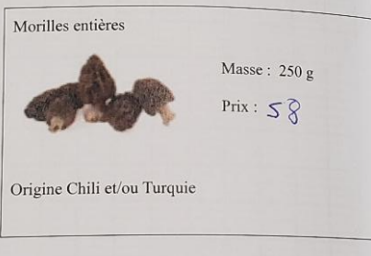 Morilles entières
Masse : 250 g
Prix : 58
Origine Chili et/ou Turquie